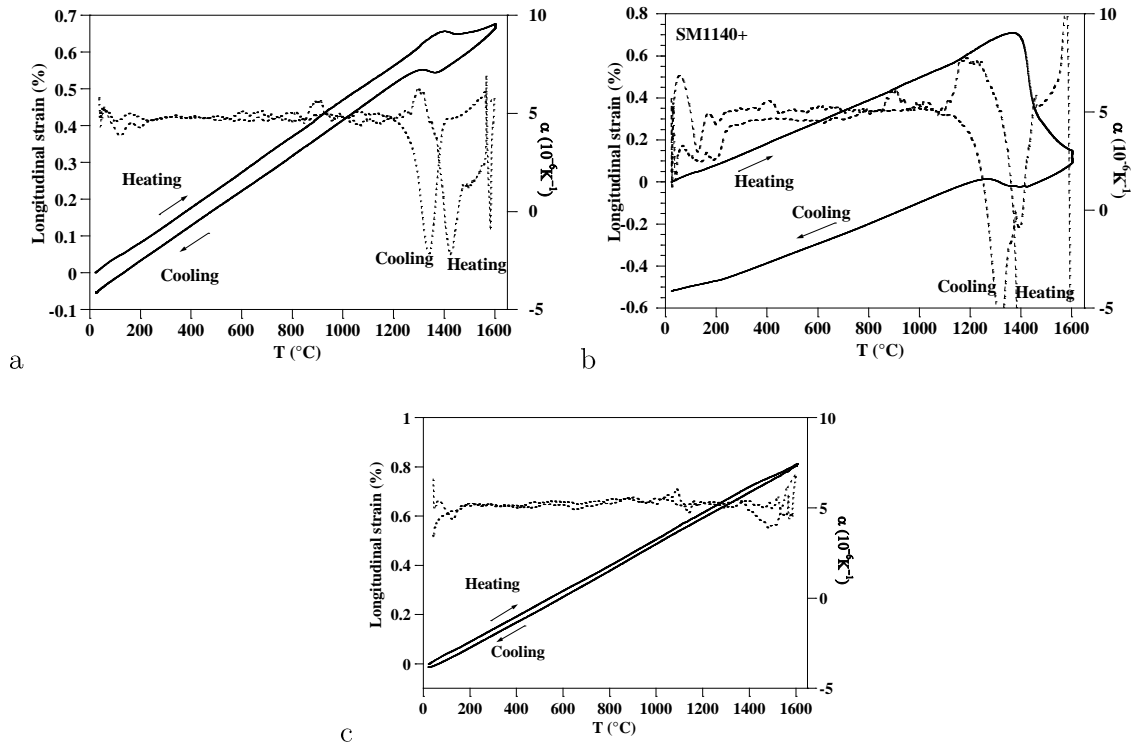 0.7
0.6
0.5
0.4
0.3
0.2
0.1
0
-0.1
Longitudinal strain (%)
10
5
0
-5
α (10⁻⁶K⁻¹)
Heating
Cooling
Cooling
Heating
0 200 400 600 800 1000 1200 1400 1600
T (°C)
a
0.8
0.6
0.4
0.2
0
-0.2
-0.4
-0.6
Longitudinal strain (%)
10
5
0
-5
α (10⁻⁶K⁻¹)
SM1140+
Heating
Cooling
Cooling
Heating
0 200 400 600 800 1000 1200 1400 1600
T (°C)
b
1
0.8
0.6
0.4
0.2
0
Longitudinal strain (%)
10
5
0
-5
α (10⁻⁶K⁻¹)
Heating
Cooling
0 200 400 600 800 1000 1200 1400 1600
T (°C)
c